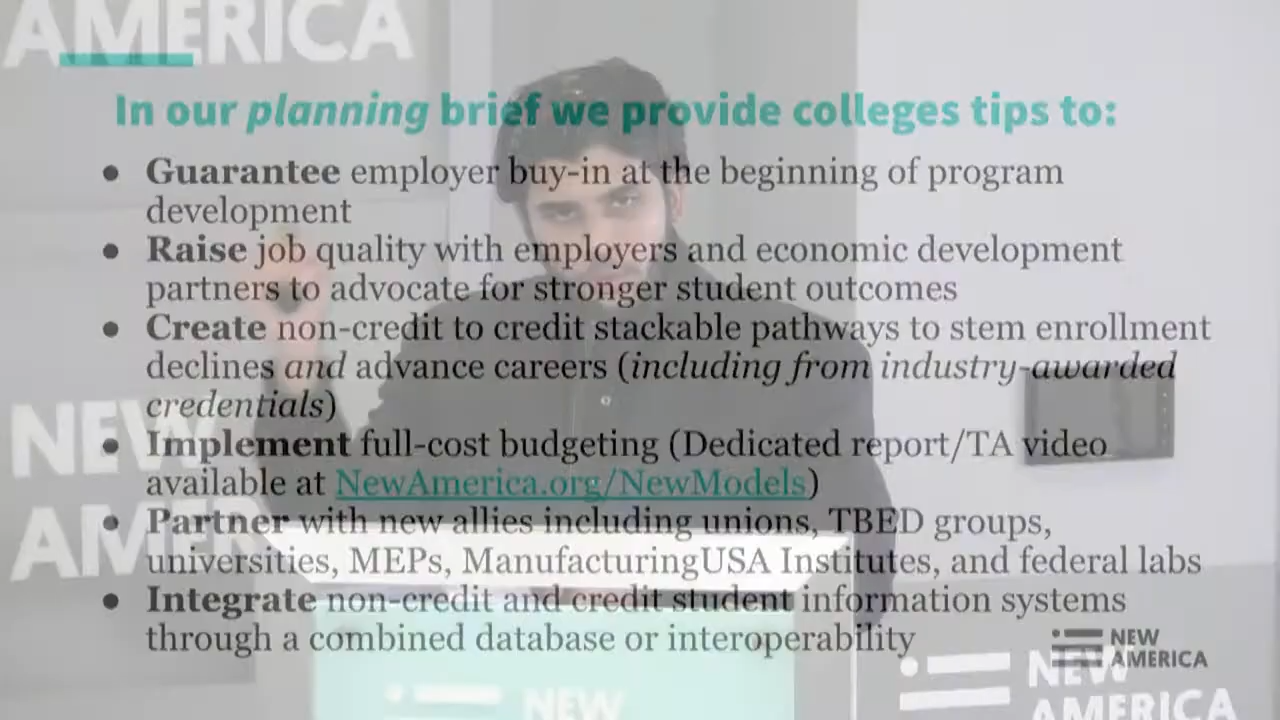 AMERICA
In our planning brief we provide colleges tips to:
● Guarantee employer buy-in at the beginning of program
development
● Raise job quality with employers and economic development
partners to advocate for stronger student outcomes
● Create non-credit to credit stackable pathways to stem enrollment
declines and advance careers (including from industry-awarded
credentials)
● Implement full-cost budgeting (Dedicated report/TA video
available at NewAmerica.org/NewModels)
● Partner with new allies including unions, TBED groups,
universities, MEPs, ManufacturingUSA Institutes, and federal labs
● Integrate non-credit and credit student information systems
through a combined database or interoperability
NEW
AMERICA
NEW
NEW
AMERICA
NEW
AMERICA